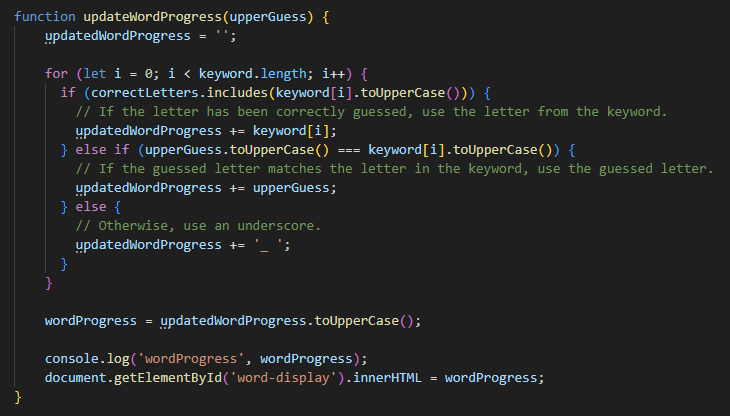 function updateWordProgress(upperGuess) {
    updatedWordProgress = '';

    for (let i = 0; i < keyword.length; i++) {
      if (correctLetters.includes(keyword[i].toUpperCase())) {
        // If the letter has been correctly guessed, use the letter from the keyword.
        updatedWordProgress += keyword[i];
      } else if (upperGuess.toUpperCase() === keyword[i].toUpperCase()) {
        // If the guessed letter matches the letter in the keyword, use the guessed letter.
        updatedWordProgress += upperGuess;
      } else {
        // Otherwise, use an underscore.
        updatedWordProgress += '_ ';
      }
    }

    wordProgress = updatedWordProgress.toUpperCase();

    console.log('wordProgress', wordProgress);
    document.getElementById('word-display').innerHTML = wordProgress;
}